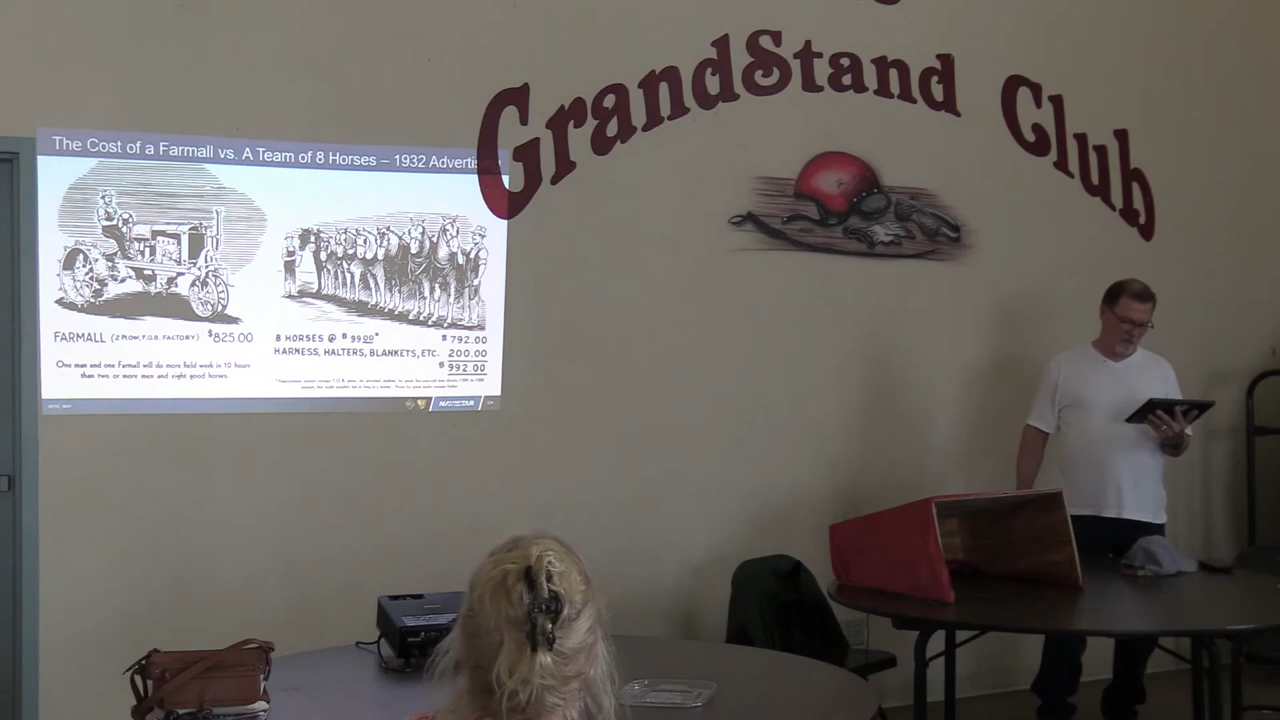 GrandStand Club
The Cost of a Farmall vs. A Team of 8 Horses – 1932 Advertising
FARMALL (2 PLOW, F.O.B. FACTORY) $825.00
One man and one Farmall will do more field work in 10 hours
than two or more men and eight good horses.
8 HORSES @ $99.00* $792.00
HARNESS, HALTERS, BLANKETS, ETC. 200.00
$992.00
NAVISTAR